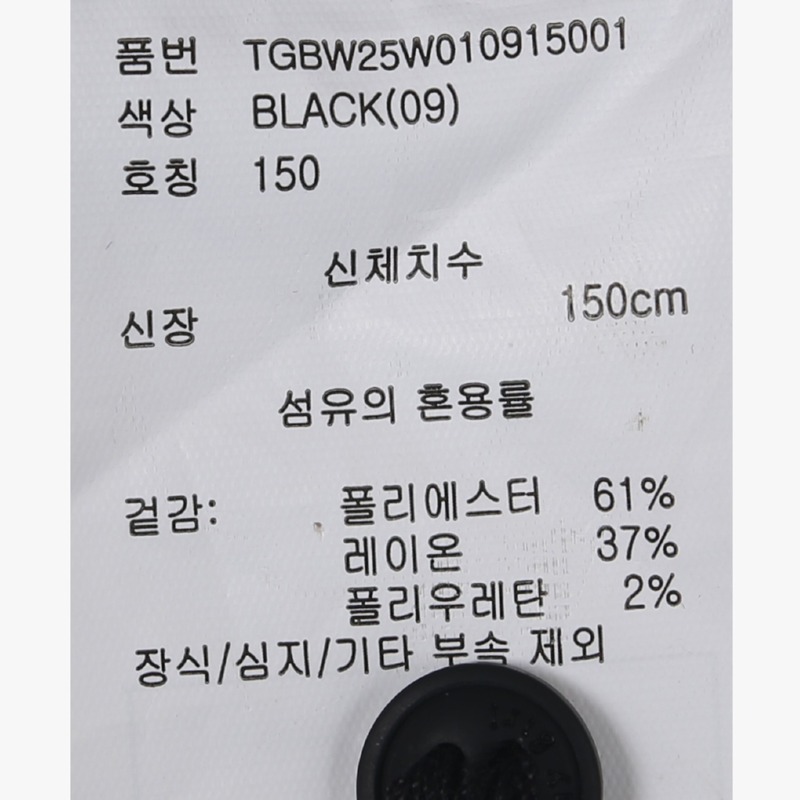 품번 TGBW25W010915001
색상 BLACK(09)
호칭 150
신체치수
신장 150cm
섬유의 혼용률
겉감: 폴리에스터 61%
레이온 37%
폴리우레탄 2%
장식/심지/기타 부속 제외